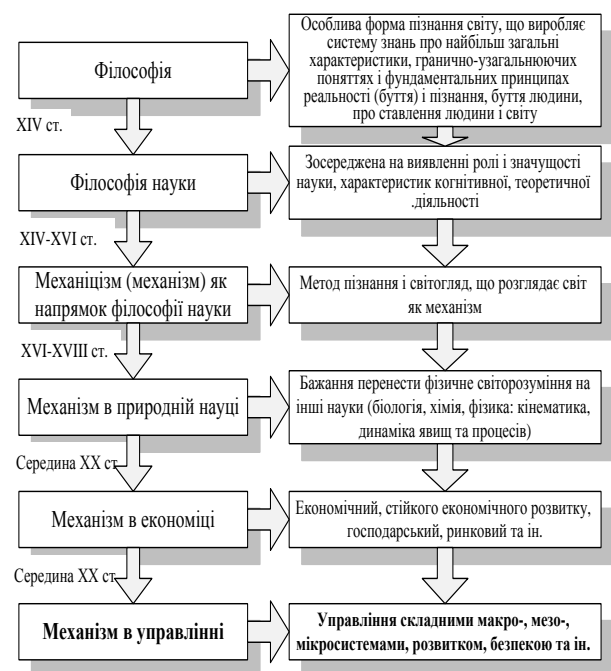 Філософія
Особлива форма пізнання світу, що виробляє
систему знань про найбільш загальні
характеристики, гранично-узагальнюючих
поняттях і фундаментальних принципах
реальності (буття) і пізнання, буття людини,
про ставлення людини і світу
XIV ст.
Філософія науки
Зосереджена на виявленні ролі і значущості
науки, характеристик когнітивної, теоретичної
.діяльності
XIV-XVI ст.
Механіцізм (механізм) як
напрямок філософії науки
Метод пізнання і світогляд, що розглядає світ
як механізм
XVI-XVIII ст.
Механізм в природній науці
Бажання перенести фізичне світорозуміння на
інші науки (біологія, хімія, фізика: кінематика,
динаміка явищ та процесів)
Середина XX ст
Механізм в економіці
Економічний, стійкого економічного розвитку,
господарський, ринковий та ін.
Середина XX ст.
Механізм в управлінні
Управління складними макро-, мезо-,
мікросистемами, розвитком, безпекою та ін.